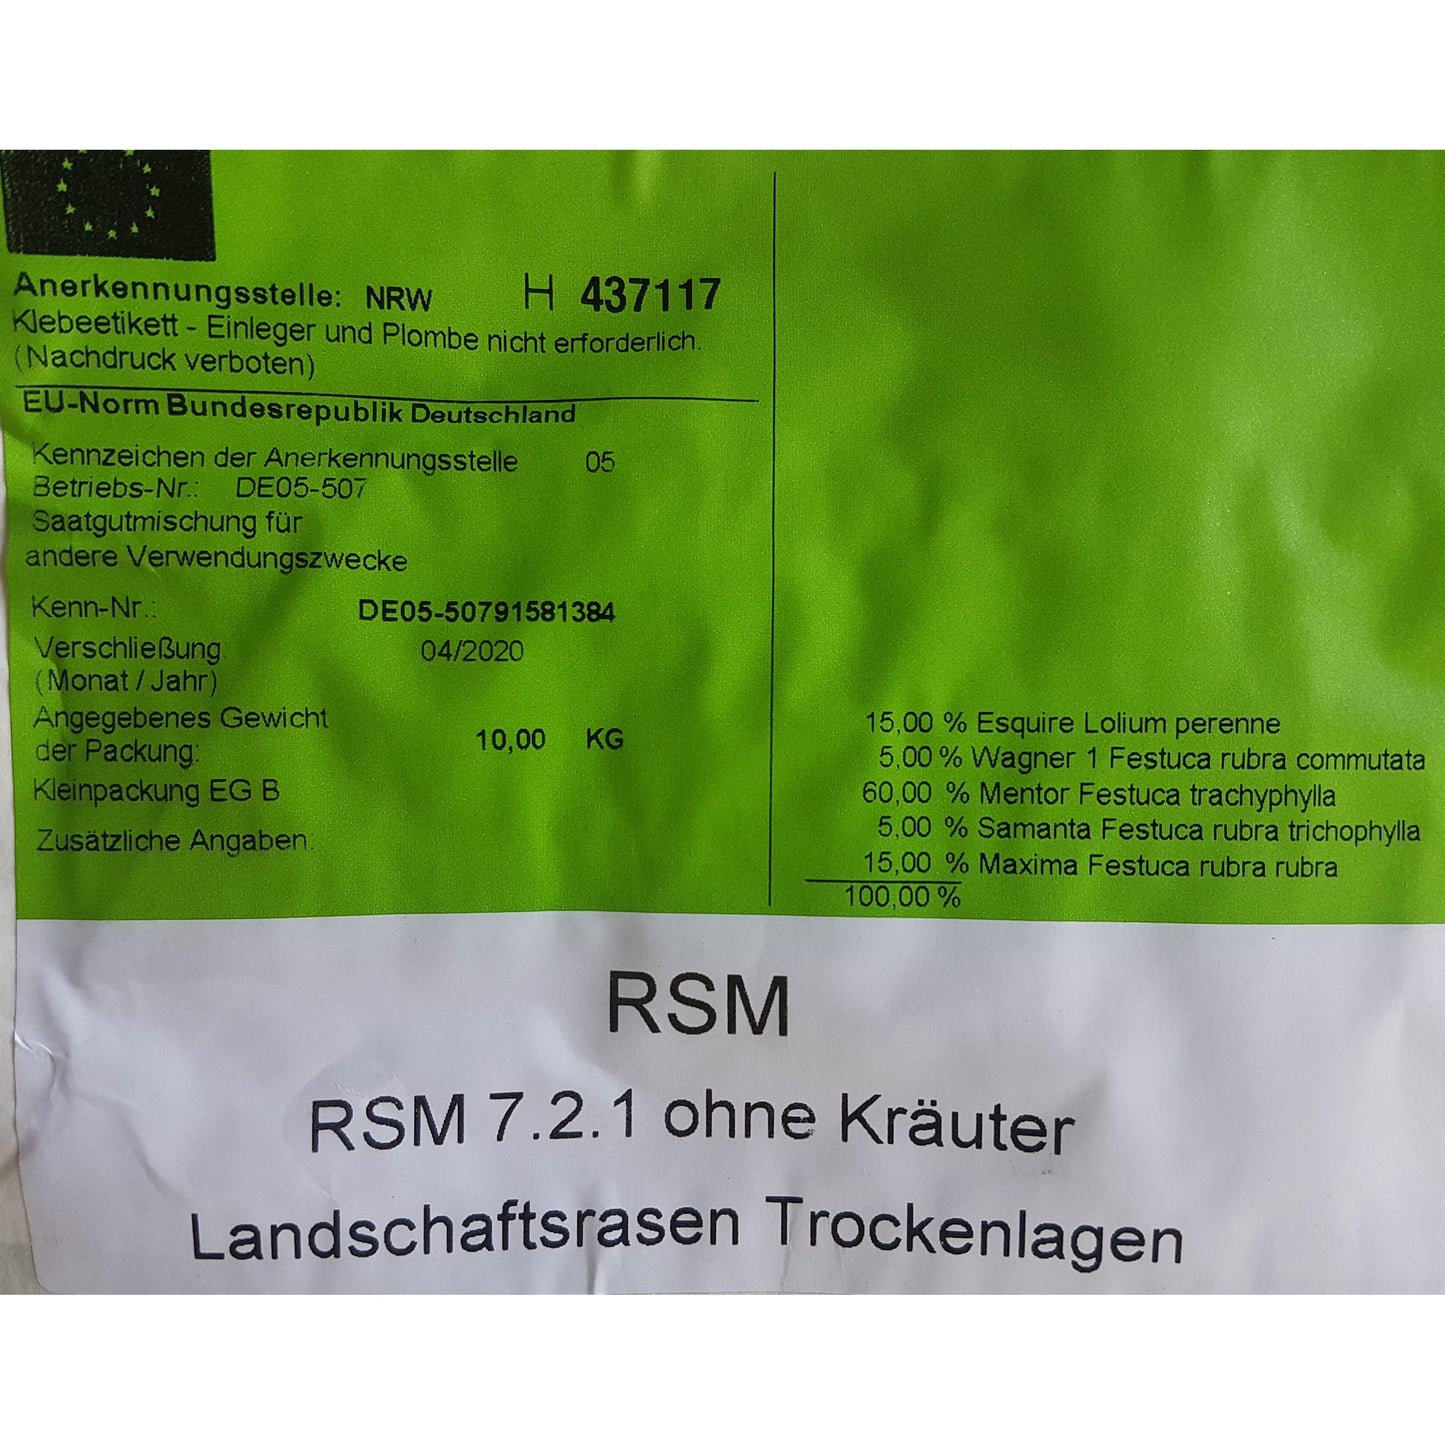 Anerkennungsstelle: NRW H 437117
Klebeetikett - Einleger und Plombe nicht erforderlich.
(Nachdruck verboten)
EU-Norm Bundesrepublik Deutschland
Kennzeichen der Anerkennungsstelle 05
Betriebs-Nr.: DE05-507
Saatgutmischung für
andere Verwendungszwecke
Kenn-Nr.: DE05-50791581384
Verschließung 04/2020
(Monat / Jahr)
Angegebenes Gewicht
der Packung: 10,00 KG
Kleinpackung EG B
Zusätzliche Angaben:
15,00 % Esquire Lolium perenne
5,00 % Wagner 1 Festuca rubra commutata
60,00 % Mentor Festuca trachyphylla
5,00 % Samanta Festuca rubra trichophylla
15,00 % Maxima Festuca rubra rubra
100,00 %
RSM
RSM 7.2.1 ohne Kräuter
Landschaftsrasen Trockenlagen